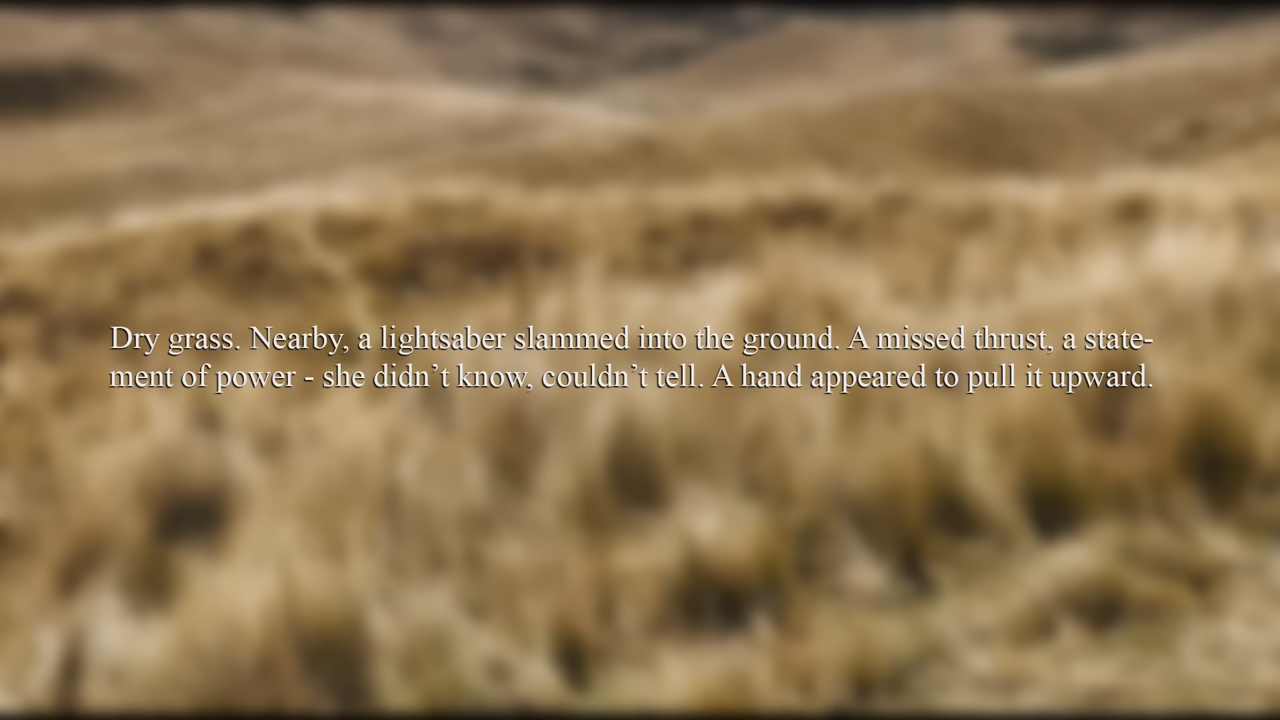 Dry grass. Nearby, a lightsaber slammed into the ground. A missed thrust, a state-
ment of power - she didn’t know, couldn’t tell. A hand appeared to pull it upward.